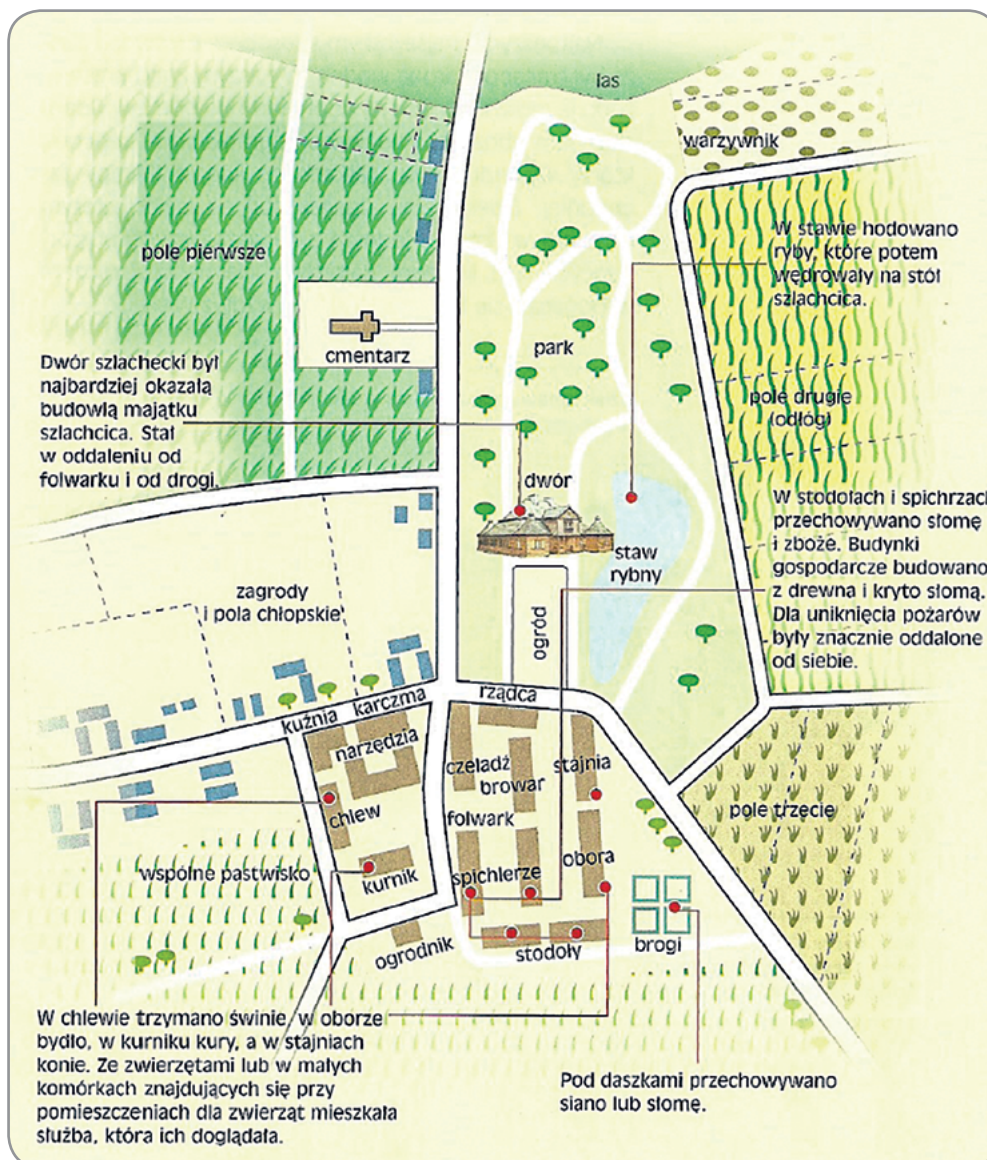 las
warzywnik
pole pierwsze
W stawie hodowano
ryby, które potem
wędrowały na stół
szlachcica.
cmentarz
park
Dwór szlachecki był
najbardziej okazałą
budowlą majątku
szlachcica. Stał
w oddaleniu od
folwarku i od drogi.
pole drugie
(odłóg)
dwór
staw
rybny
W stodołach i spichrzach
przechowywano słomę
i zboże. Budynki
gospodarcze budowano
z drewna i kryto słomą.
Dla uniknięcia pożarów
były znacznie oddalone
od siebie.
zagrody
i pola chłopskie
ogród
kuźnia
karczma
rządca
narzędzia
czeladź
browar
stajnia
chlew
folwark
pole trzecie
wspólne pastwisko
kurnik
spichlerze
obora
ogrodnik
stodoły
brogi
W chlewie trzymano świnie, w oborze
bydło, w kurniku kury, a w stajniach
konie. Ze zwierzętami lub w małych
komórkach znajdujących się przy
pomieszczeniach dla zwierząt mieszkała
służba, która ich doglądała.
Pod daszkami przechowywano
siano lub słomę.